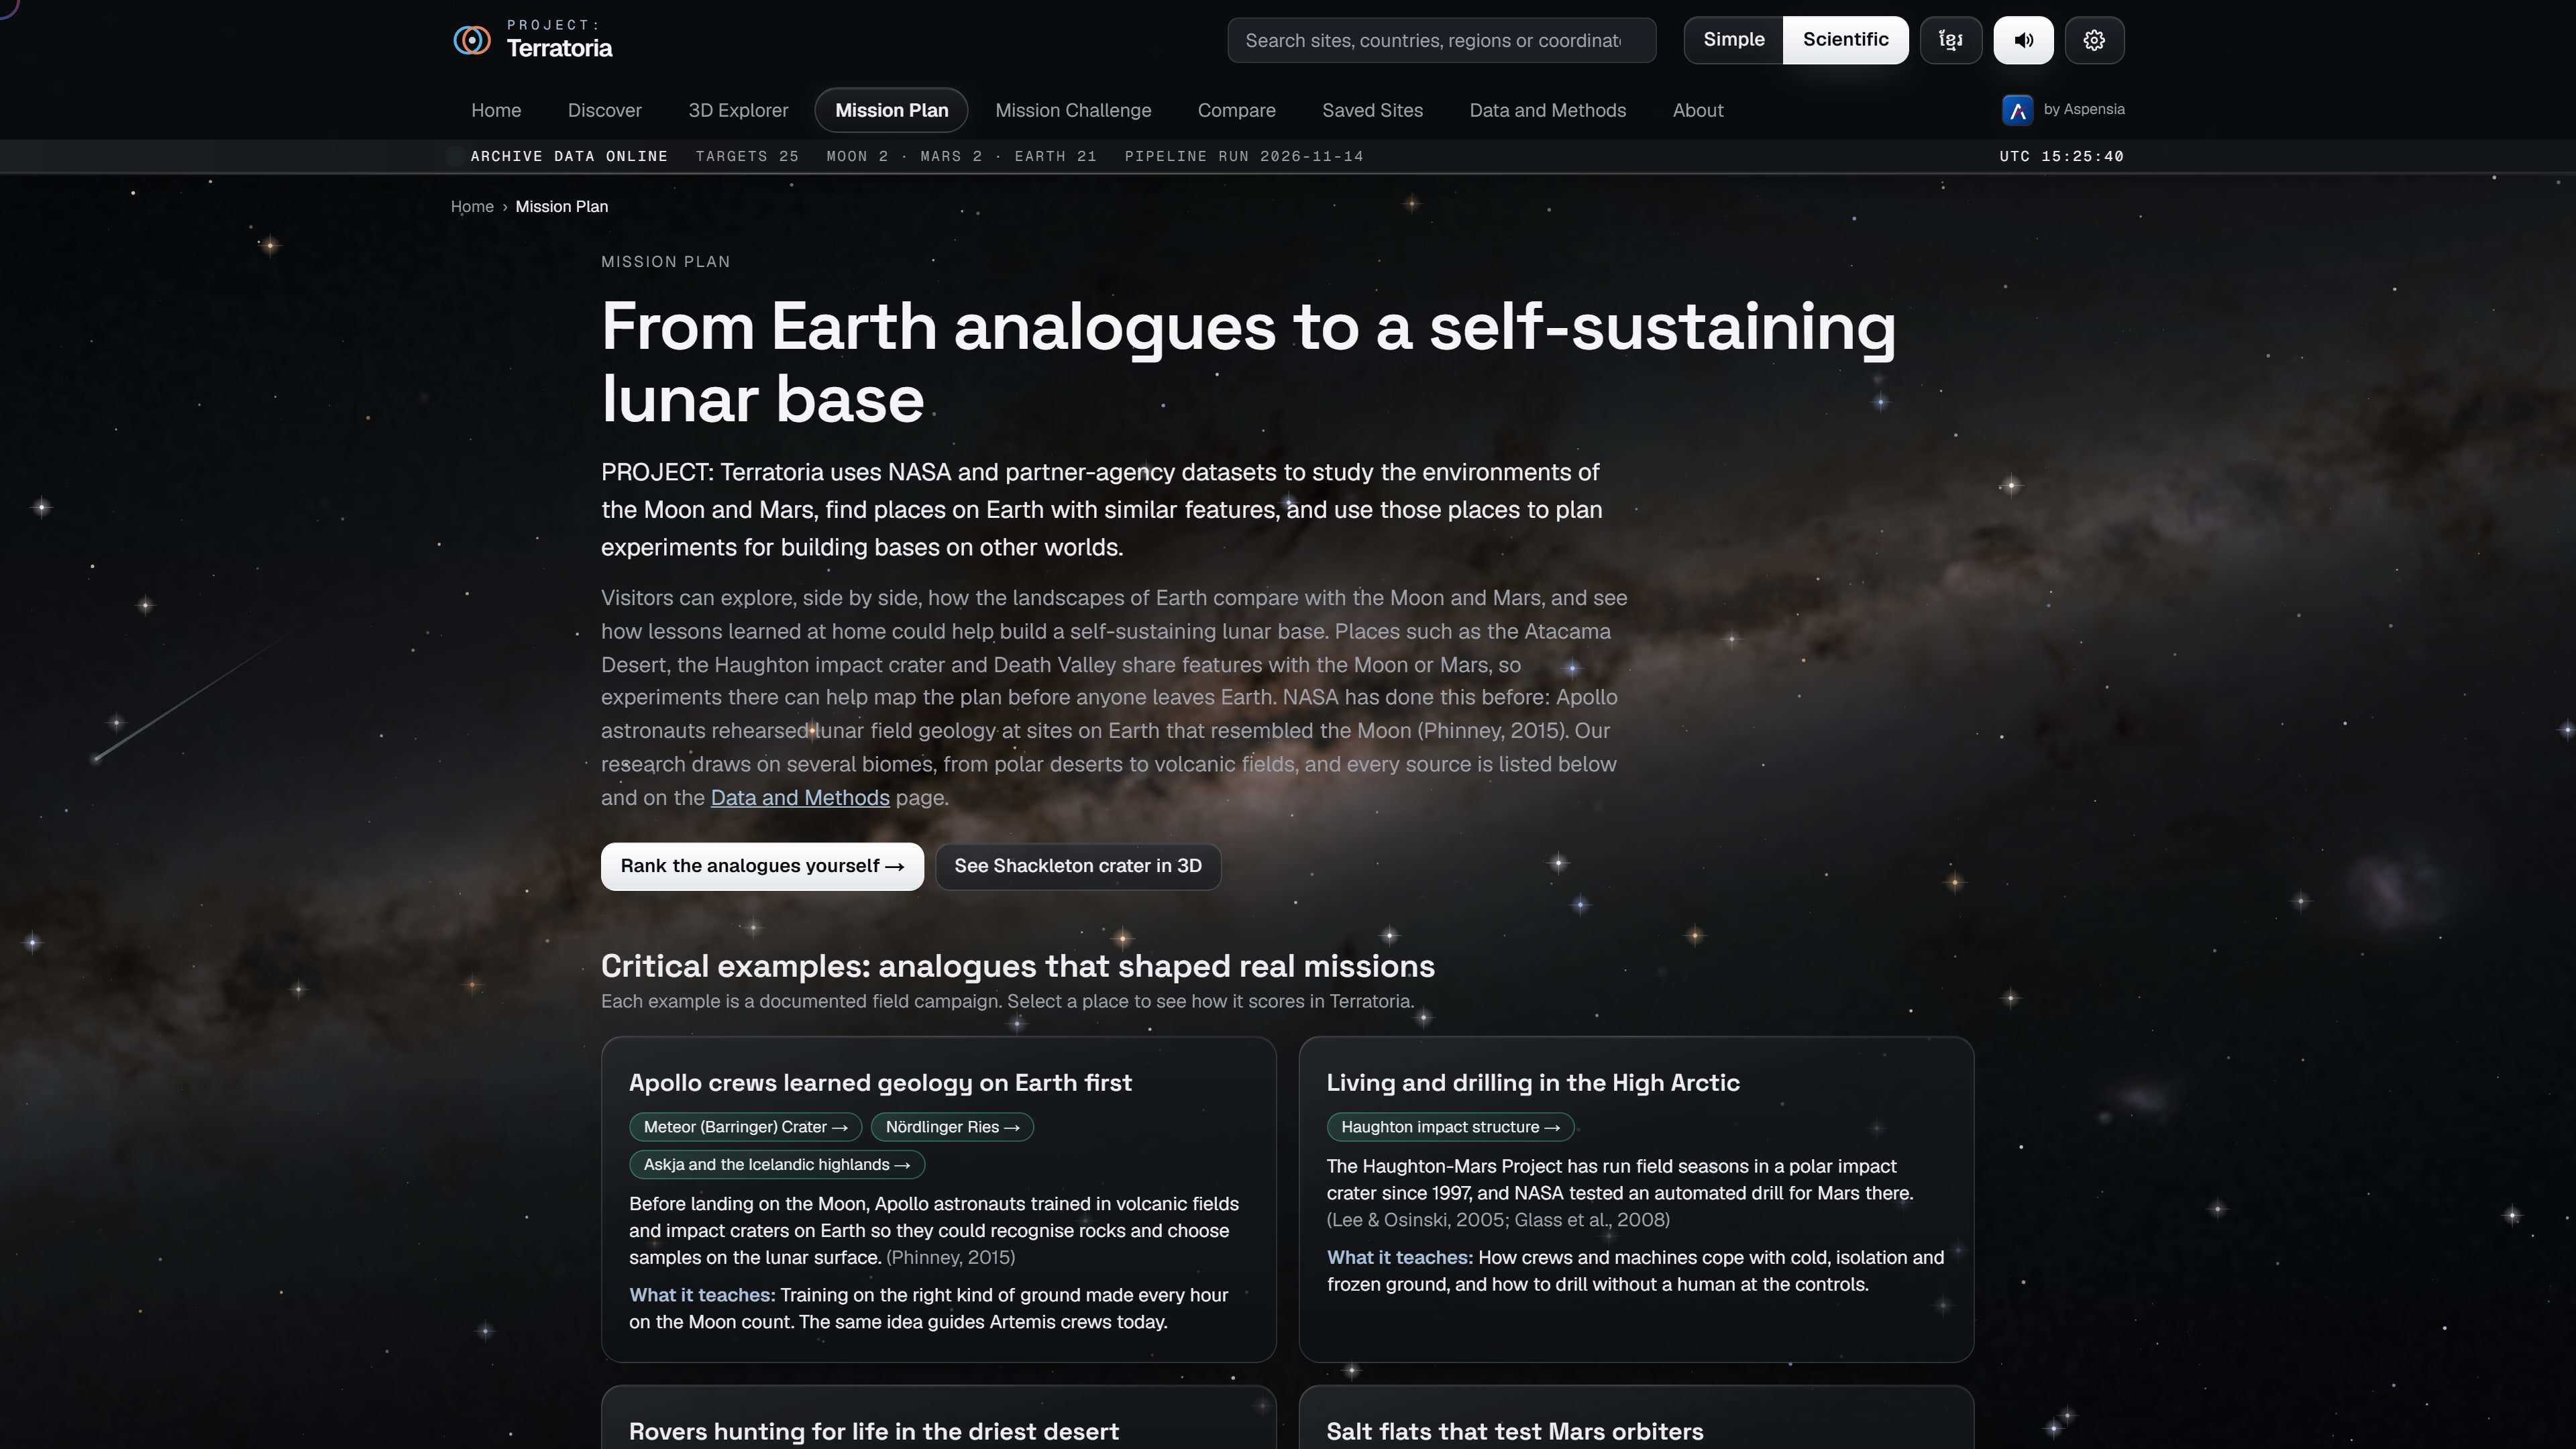 PROJECT:
Terratoria
Search sites, countries, regions or coordinat
Simple
Scientific
ខ្មែរ
Home
Discover
3D Explorer
Mission Plan
Mission Challenge
Compare
Saved Sites
Data and Methods
About
by Aspensia
ARCHIVE DATA ONLINE TARGETS 25 MOON 2 · MARS 2 · EARTH 21 PIPELINE RUN 2026-11-14
UTC 15:25:40
Home › Mission Plan
MISSION PLAN
From Earth analogues to a self-sustaining
lunar base
PROJECT: Terratoria uses NASA and partner-agency datasets to study the environments of
the Moon and Mars, find places on Earth with similar features, and use those places to plan
experiments for building bases on other worlds.
Visitors can explore, side by side, how the landscapes of Earth compare with the Moon and Mars, and see
how lessons learned at home could help build a self-sustaining lunar base. Places such as the Atacama
Desert, the Haughton impact crater and Death Valley share features with the Moon or Mars, so
experiments there can help map the plan before anyone leaves Earth. NASA has done this before: Apollo
astronauts rehearsed lunar field geology at sites on Earth that resembled the Moon (Phinney, 2015). Our
research draws on several biomes, from polar deserts to volcanic fields, and every source is listed below
and on the Data and Methods page.
Rank the analogues yourself →
See Shackleton crater in 3D
Critical examples: analogues that shaped real missions
Each example is a documented field campaign. Select a place to see how it scores in Terratoria.
Apollo crews learned geology on Earth first
Meteor (Barringer) Crater →
Nördlinger Ries →
Askja and the Icelandic highlands →
Before landing on the Moon, Apollo astronauts trained in volcanic fields
and impact craters on Earth so they could recognise rocks and choose
samples on the lunar surface. (Phinney, 2015)
What it teaches: Training on the right kind of ground made every hour
on the Moon count. The same idea guides Artemis crews today.
Living and drilling in the High Arctic
Haughton impact structure →
The Haughton-Mars Project has run field seasons in a polar impact
crater since 1997, and NASA tested an automated drill for Mars there.
(Lee & Osinski, 2005; Glass et al., 2008)
What it teaches: How crews and machines cope with cold, isolation and
frozen ground, and how to drill without a human at the controls.
Rovers hunting for life in the driest desert
Salt flats that test Mars orbiters